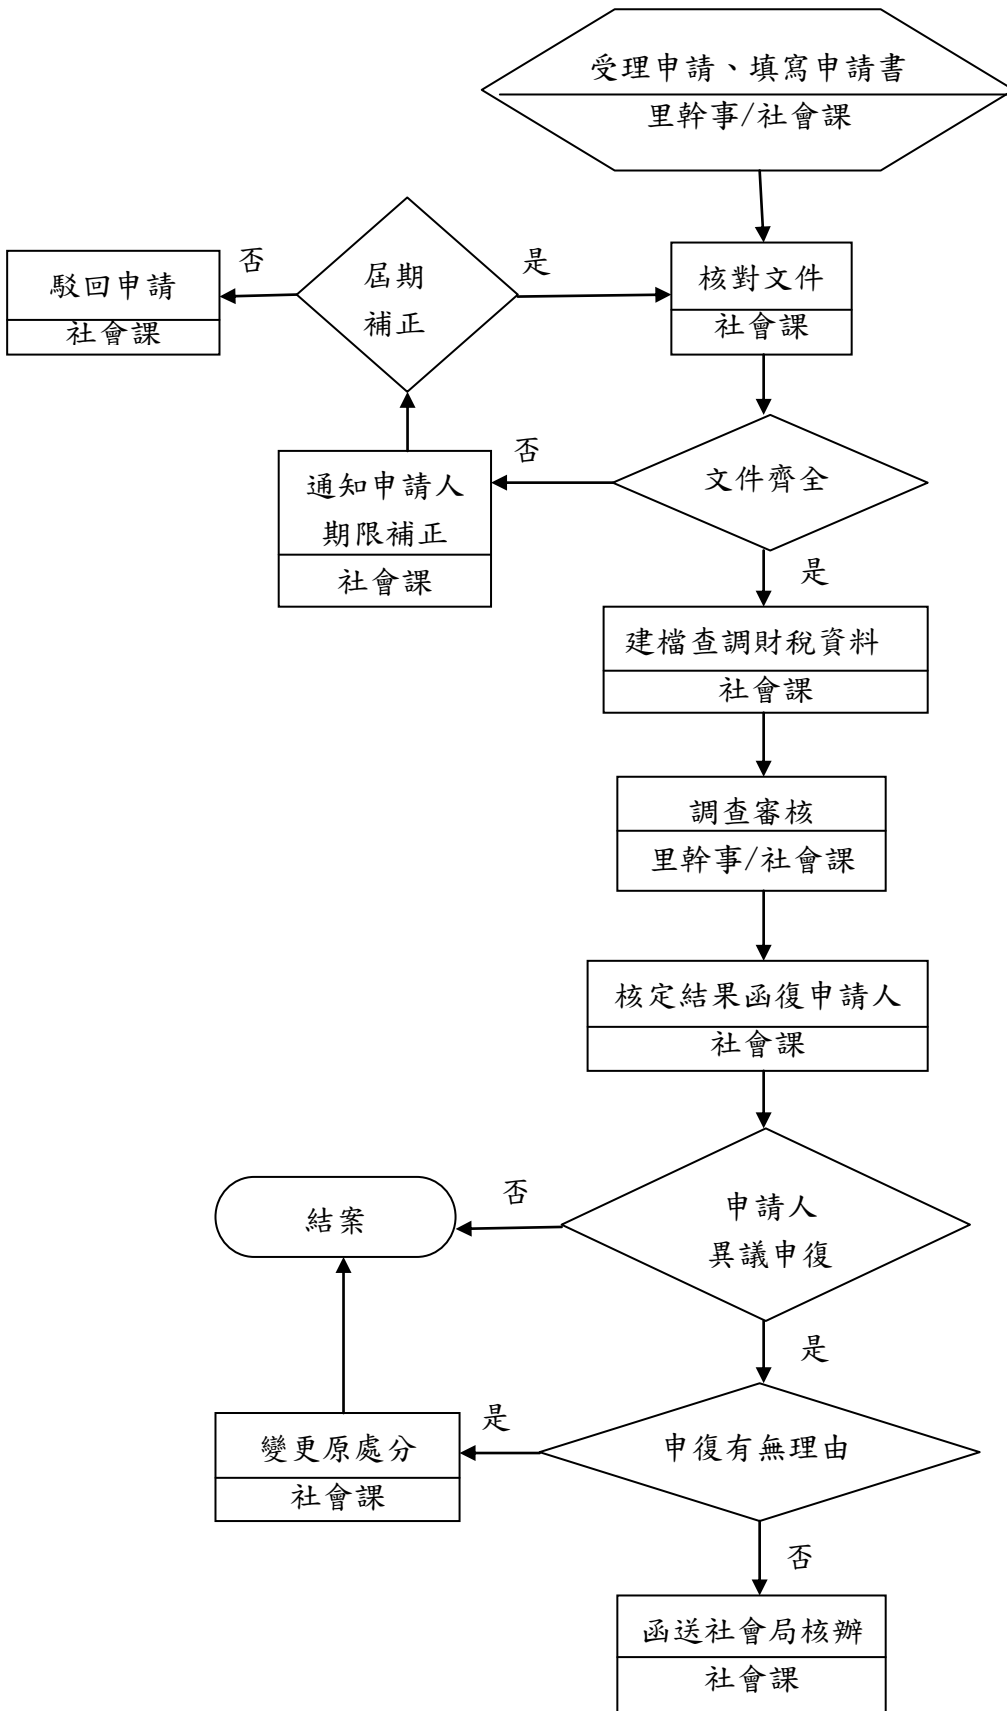 受理申請、填寫申請書
里幹事/社會課
否
屆期
補正
是
駁回申請
社會課
核對文件
社會課
通知申請人
期限補正
社會課
否
文件齊全
是
建檔查調財稅資料
社會課
調查審核
里幹事/社會課
核定結果函復申請人
社會課
結案
否
申請人
異議申復
是
變更原處分
社會課
是
申復有無理由
否
函送社會局核辦
社會課